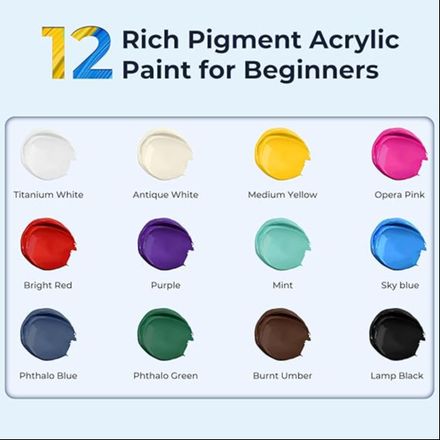 12 Rich Pigment Acrylic
Paint for Beginners
Titanium White Antique White Medium Yellow Opera Pink
Bright Red Purple Mint Sky blue
Phthalo Blue Phthalo Green Burnt Umber Lamp Black